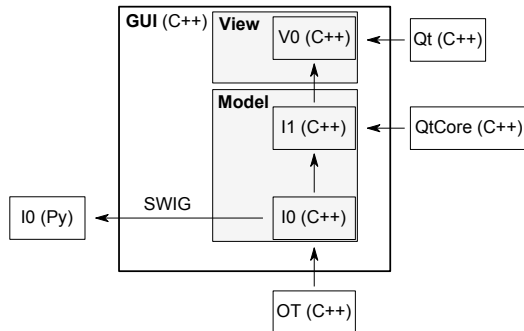 GUI (C++)
View
V0 (C++)
Qt (C++)
Model
I1 (C++)
QtCore (C++)
SWIG
I0 (Py)
I0 (C++)
OT (C++)